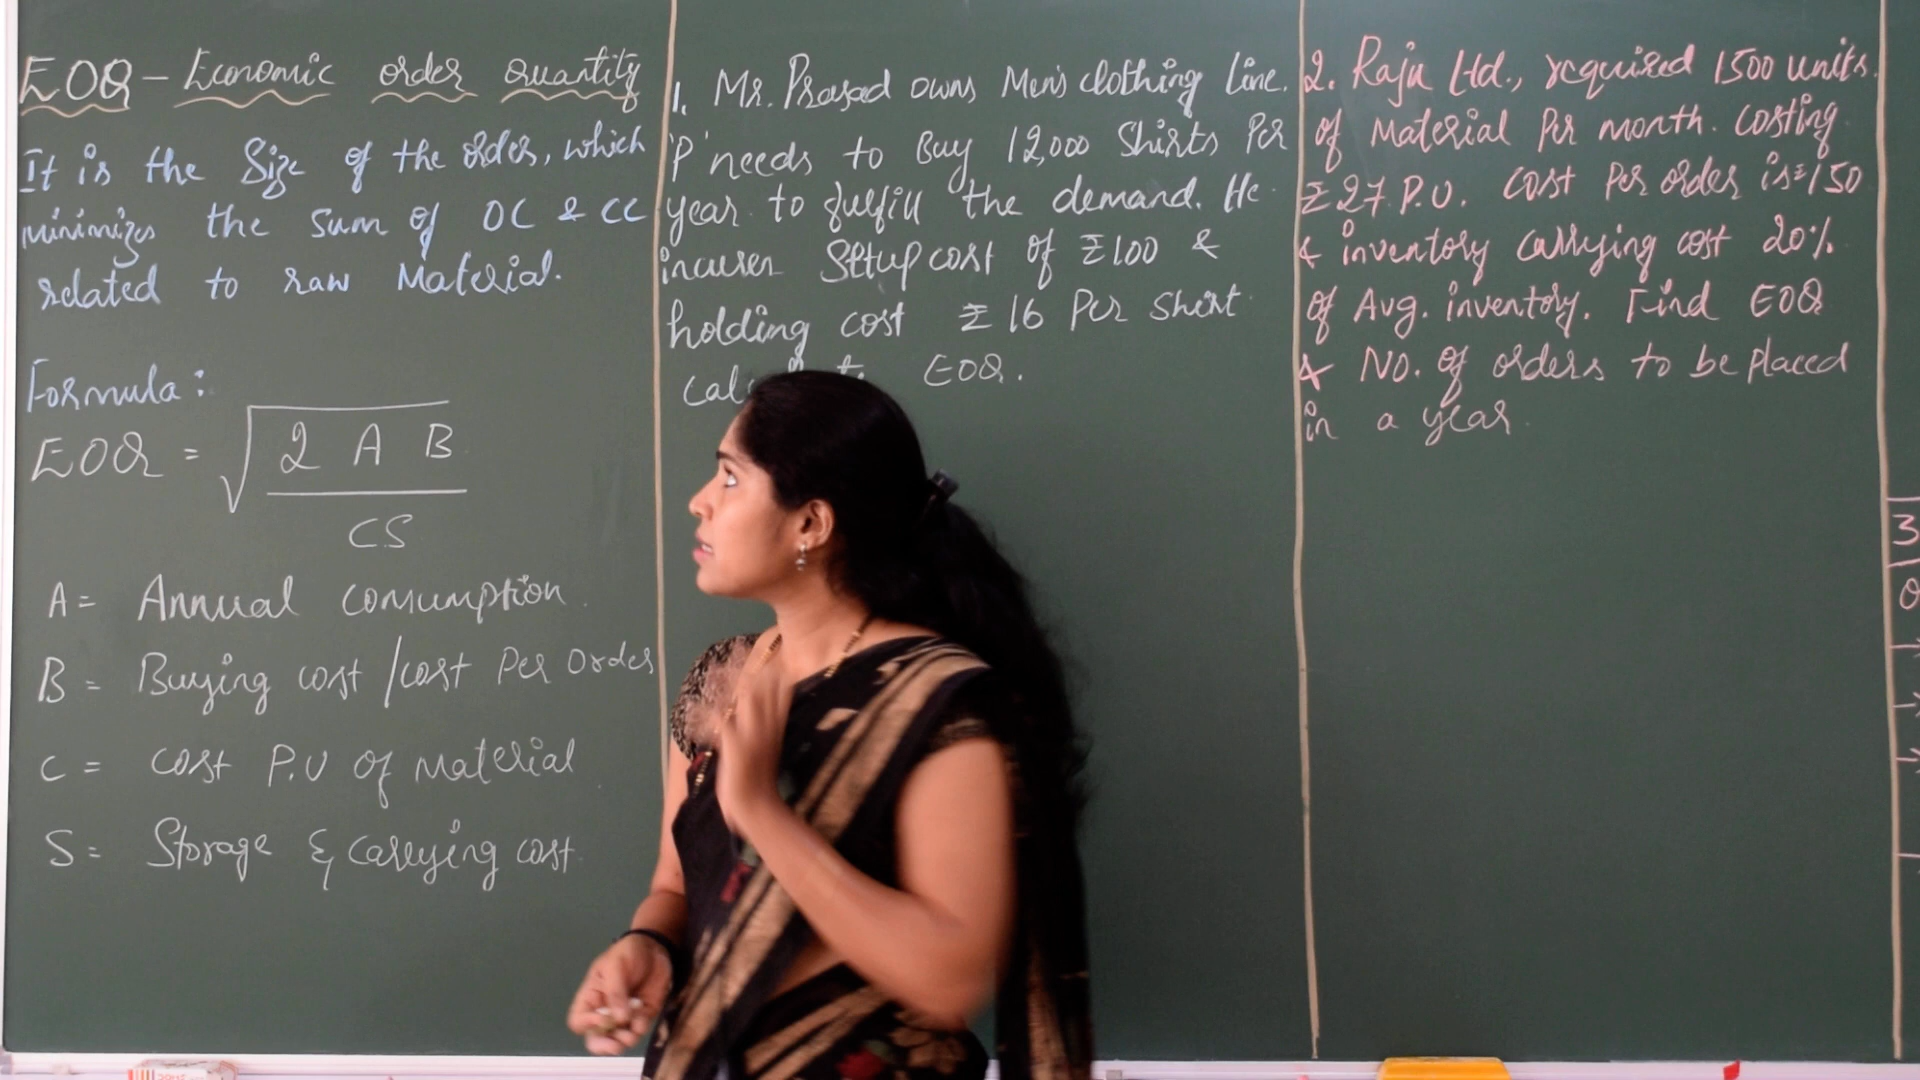 EOQ - Economic order quantity
It is the Size of the order, which
minimizes the sum of OC & CC
related to raw Material.
Formula:
EOQ = √ 2 A B
CS
A = Annual consumption
B = Buying cost / cost Per order
C = cost P.U of Material
S = Storage & Carrying cost
1. Mr. Prasad owns Men's clothing Line.
'P' needs to Buy 12,000 Shirts Per
year to fulfill the demand. He
incurs Setup cost of ₹ 100 &
holding cost ₹ 16 Per Shirt
EOQ.
2. Raju Ltd., required 1500 units
of Material Per month. Costing
₹ 27 P.U. Cost Per order is ₹ 150
& inventory carrying cost 20%
of Avg. inventory. Find EOQ
& No. of orders to be placed
in a year.
3